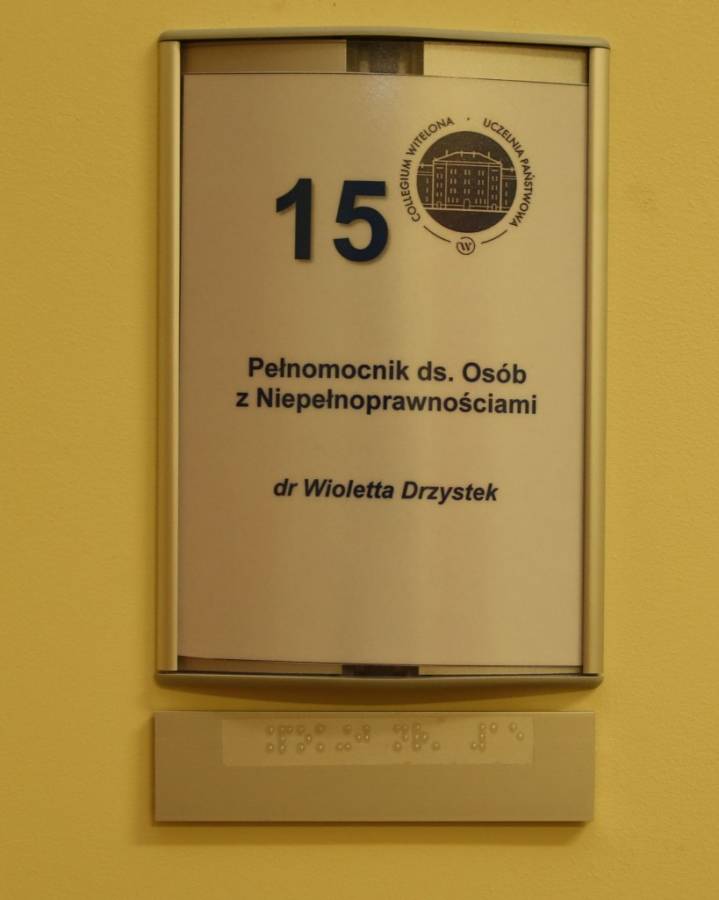 COLLEGIUM WITELONA · UCZELNIA PAŃSTWOWA
W
15
Pełnomocnik ds. Osób
z Niepełnoprawnościami
dr Wioletta Drzystek